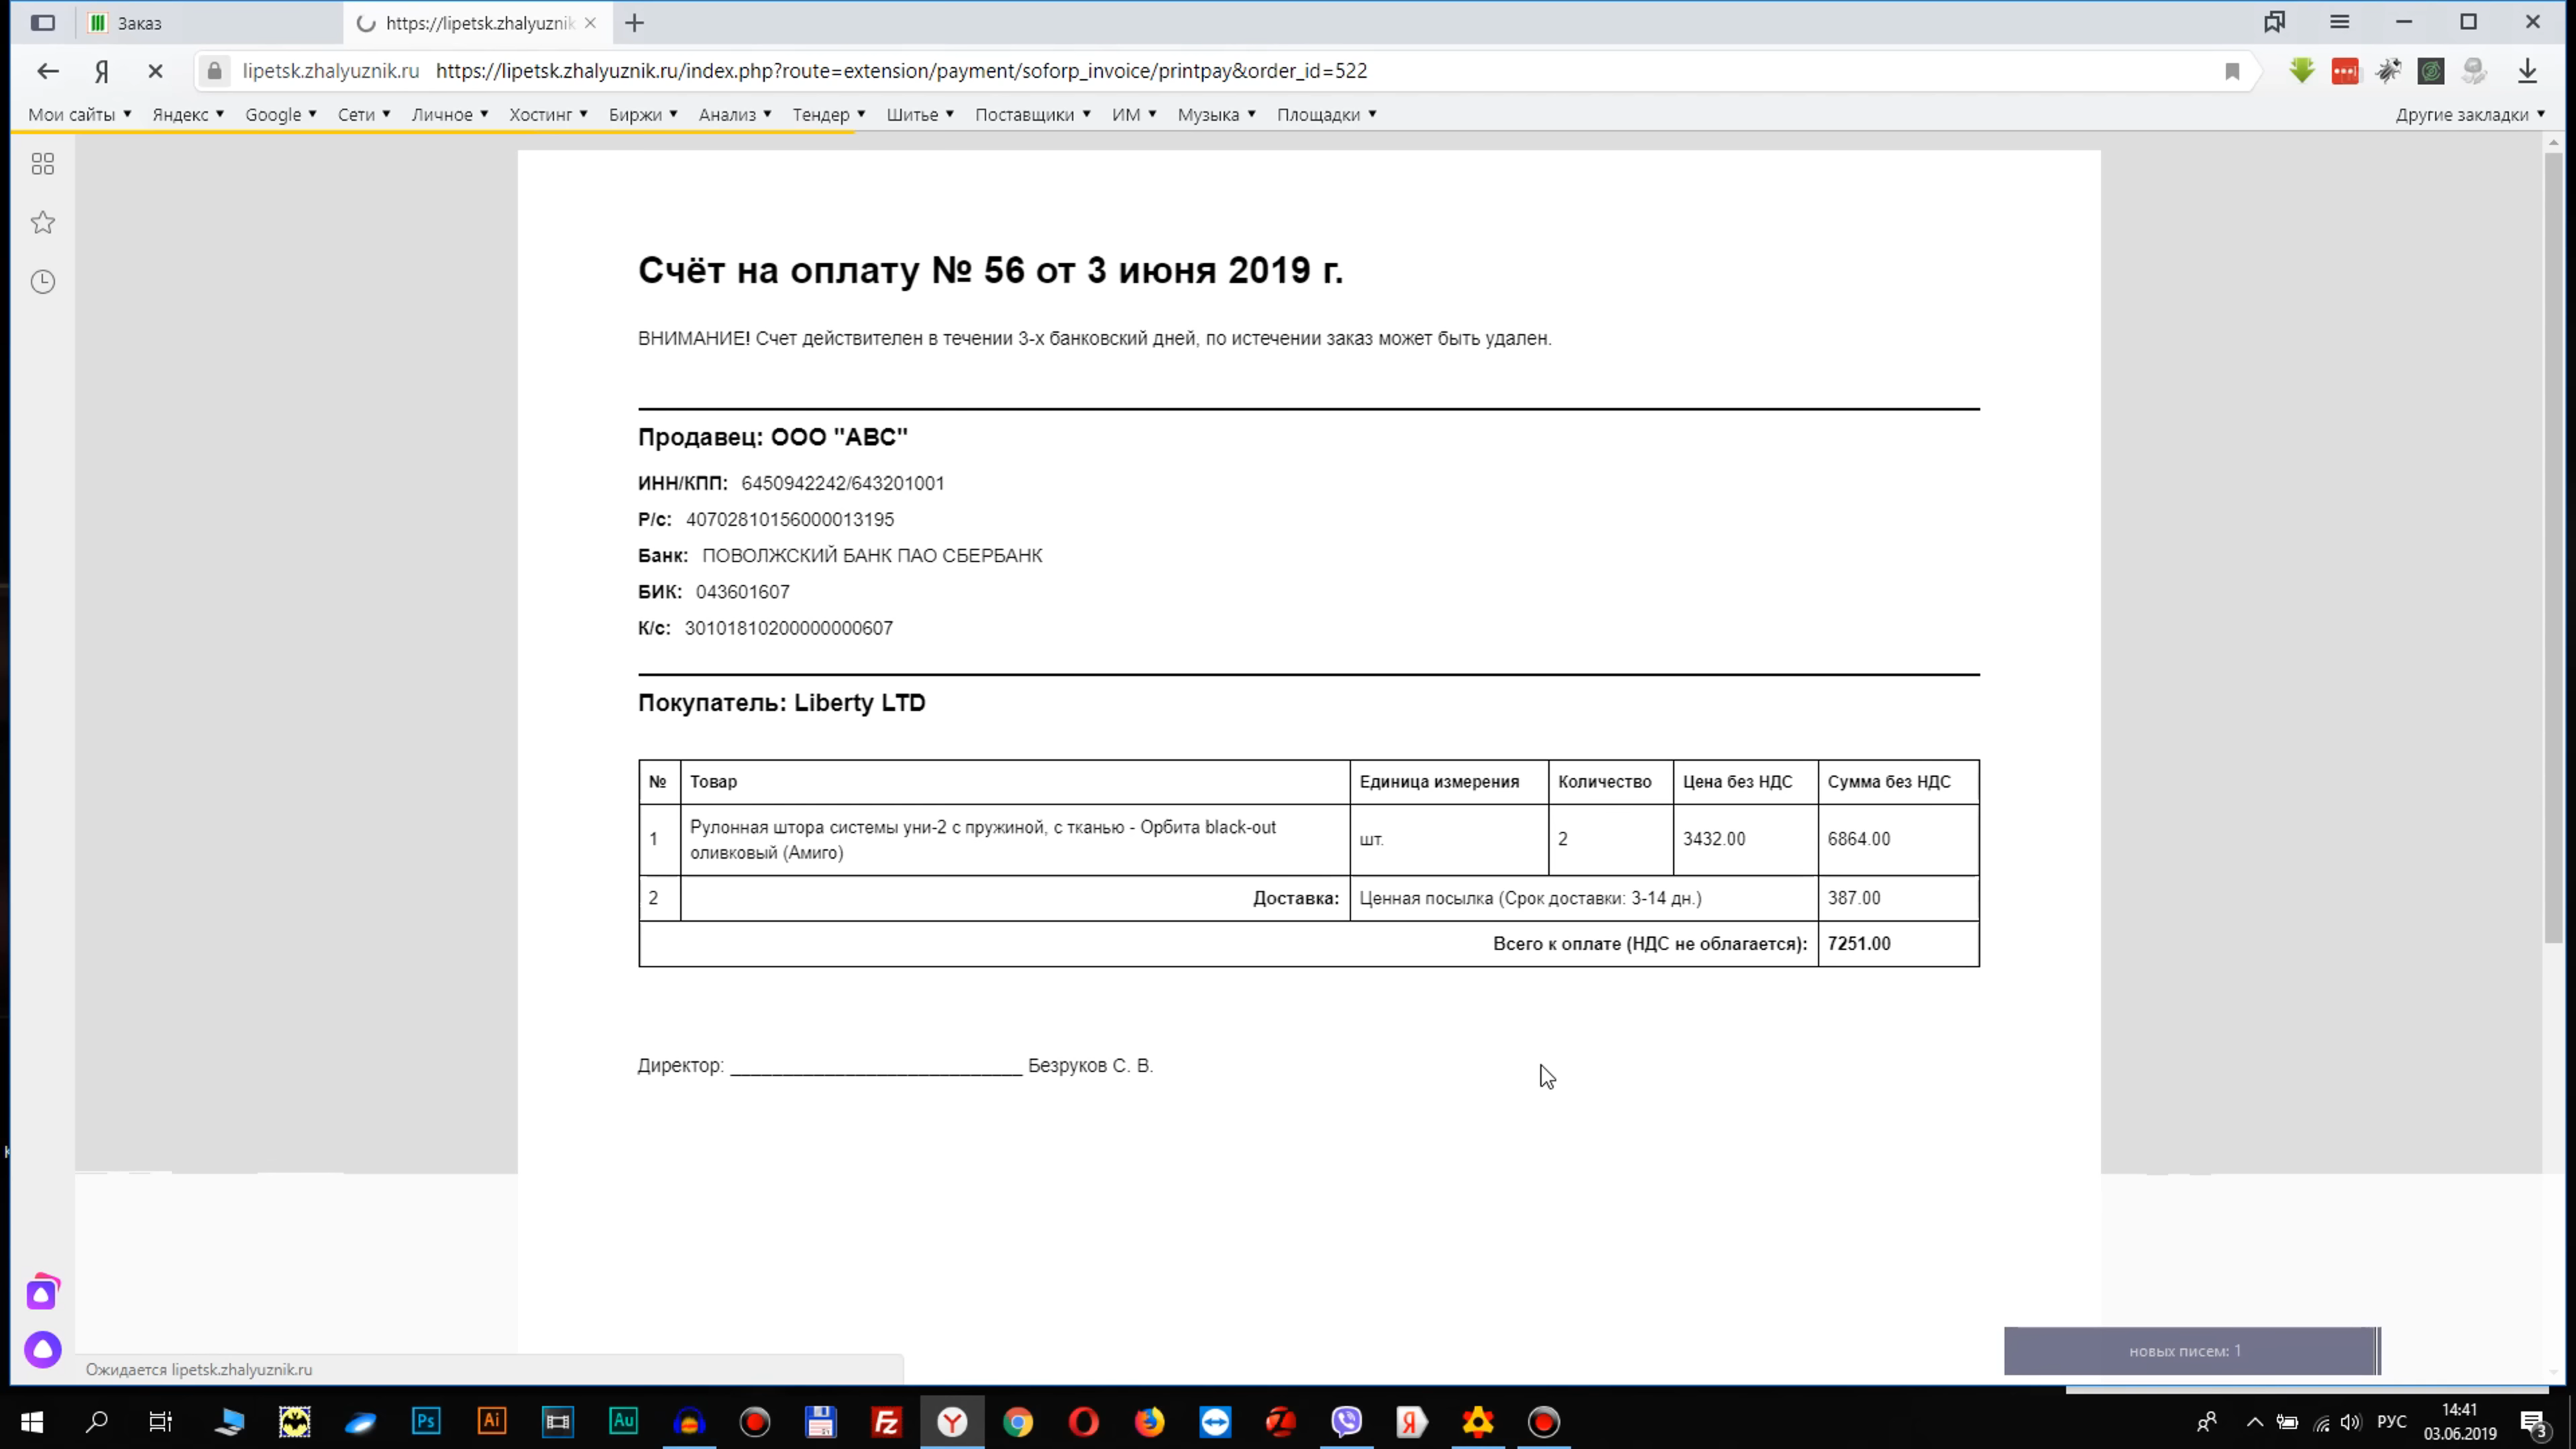 Заказ
https://lipetsk.zhalyuznik
lipetsk.zhalyuznik.ru https://lipetsk.zhalyuznik.ru/index.php?route=extension/payment/soforp_invoice/printpay&order_id=522
Мои сайты Яндекс Google Сети Личное Хостинг Биржи Анализ Тендер Шитье Поставщики ИМ Музыка Площадки Другие закладки
Счёт на оплату № 56 от 3 июня 2019 г.
ВНИМАНИЕ! Счет действителен в течении 3-х банковский дней, по истечении заказ может быть удален.
Продавец: ООО "АВС"
ИНН/КПП: 6450942242/643201001
Р/с: 40702810156000013195
Банк: ПОВОЛЖСКИЙ БАНК ПАО СБЕРБАНК
БИК: 043601607
К/с: 30101810200000000607
Покупатель: Liberty LTD
№ Товар Единица измерения Количество Цена без НДС Сумма без НДС
1 Рулонная штора системы уни-2 с пружиной, с тканью - Орбита black-out оливковый (Амиго) шт. 2 3432.00 6864.00
2 Доставка: Ценная посылка (Срок доставки: 3-14 дн.) 387.00
Всего к оплате (НДС не облагается): 7251.00
Директор: ____________________________ Безруков С. В.
новых писем: 1
Ожидается lipetsk.zhalyuznik.ru
Ps Ai Au Fz Y Я РУС
14:41
03.06.2019
3